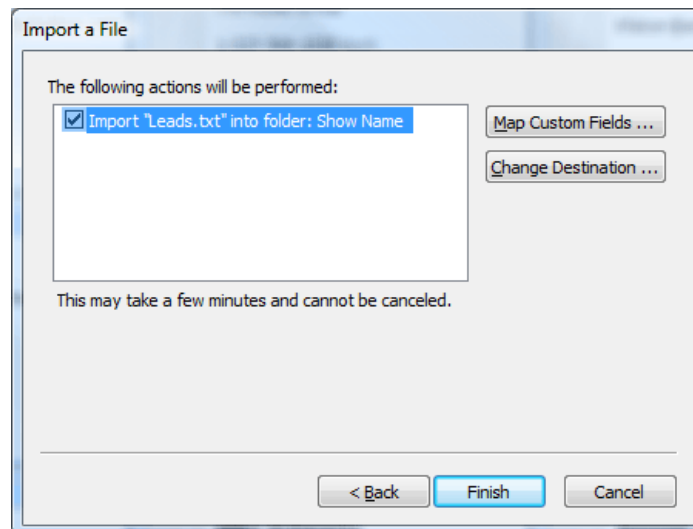 Import a File
The following actions will be performed:
Import "Leads.txt" into folder: Show Name
Map Custom Fields ...
Change Destination ...
This may take a few minutes and cannot be canceled.
< Back
Finish
Cancel